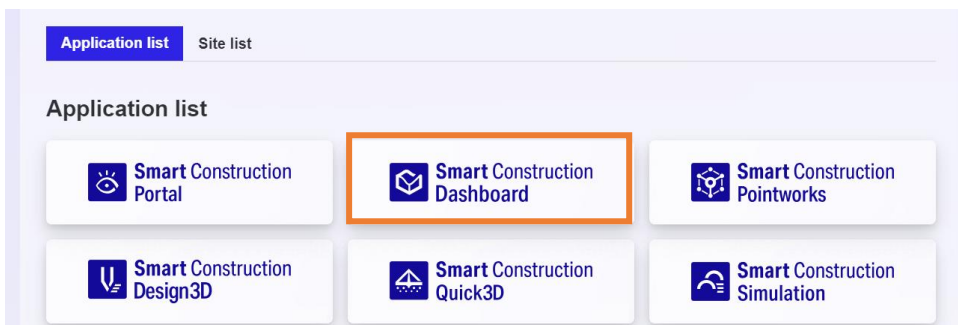 Application list
Site list
Application list
Smart Construction
Portal
Smart Construction
Dashboard
Smart Construction
Pointworks
Smart Construction
Design3D
Smart Construction
Quick3D
Smart Construction
Simulation